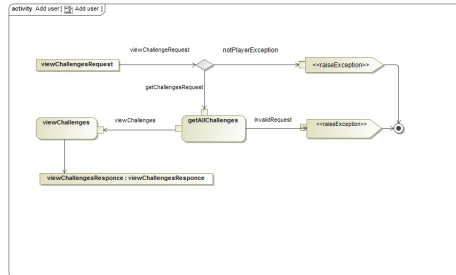 activity Add user [ Add user ]
viewChallengeRequest
notPlayerException
viewChallengesRequest
<<raiseException>>
getChallengesRequest
viewChallenges
viewChallenges
getAllChallenges
InvalidRequest
<<raiseException>>
viewChallengesResponce : viewChallengesResponce